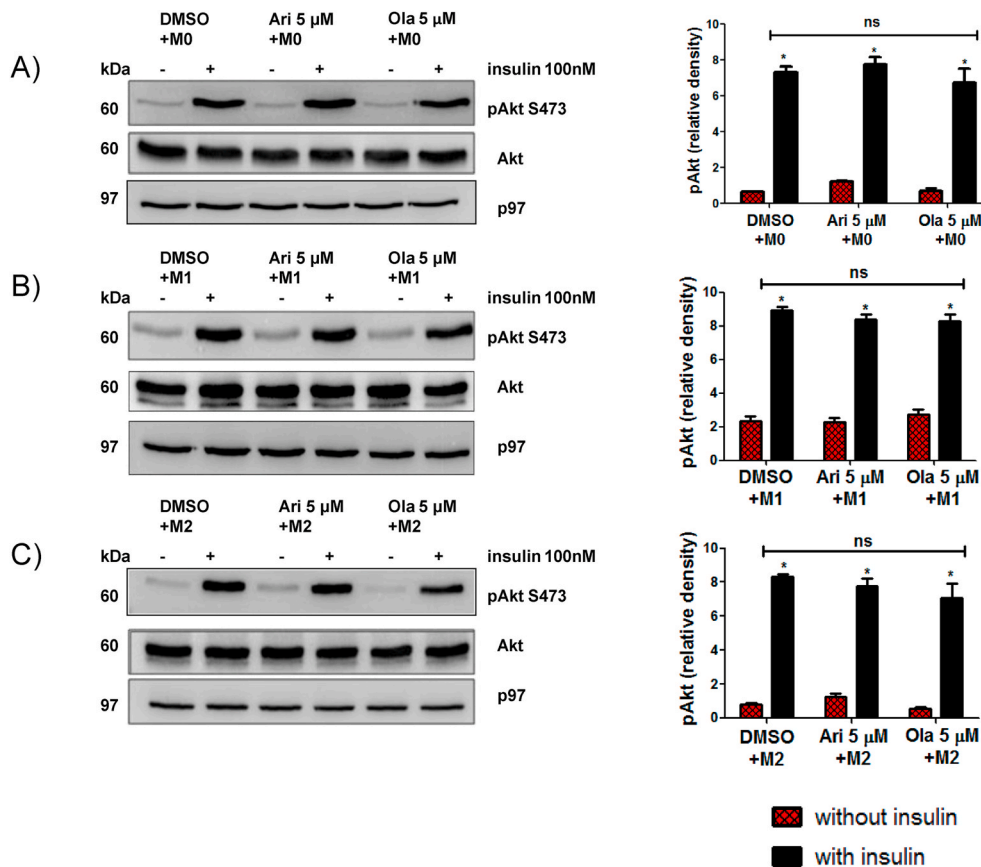 DMSO Ari 5 µM Ola 5 µM
+M0 +M0 +M0
A)
kDa - + - + - + insulin 100nM
60 pAkt S473
60 Akt
97 p97
ns
* * *
pAkt (relative density)
10
8
6
4
2
0
DMSO Ari 5 µM Ola 5 µM
+M0 +M0 +M0
DMSO Ari 5 µM Ola 5 µM
+M1 +M1 +M1
B)
kDa - + - + - + insulin 100nM
60 pAkt S473
60 Akt
97 p97
ns
* * *
pAkt (relative density)
10
8
6
4
2
0
DMSO Ari 5 µM Ola 5 µM
+M1 +M1 +M1
DMSO Ari 5 µM Ola 5 µM
+M2 +M2 +M2
C)
kDa - + - + - + insulin 100nM
60 pAkt S473
60 Akt
97 p97
ns
* * *
pAkt (relative density)
10
8
6
4
2
0
DMSO Ari 5 µM Ola 5 µM
+M2 +M2 +M2
without insulin
with insulin